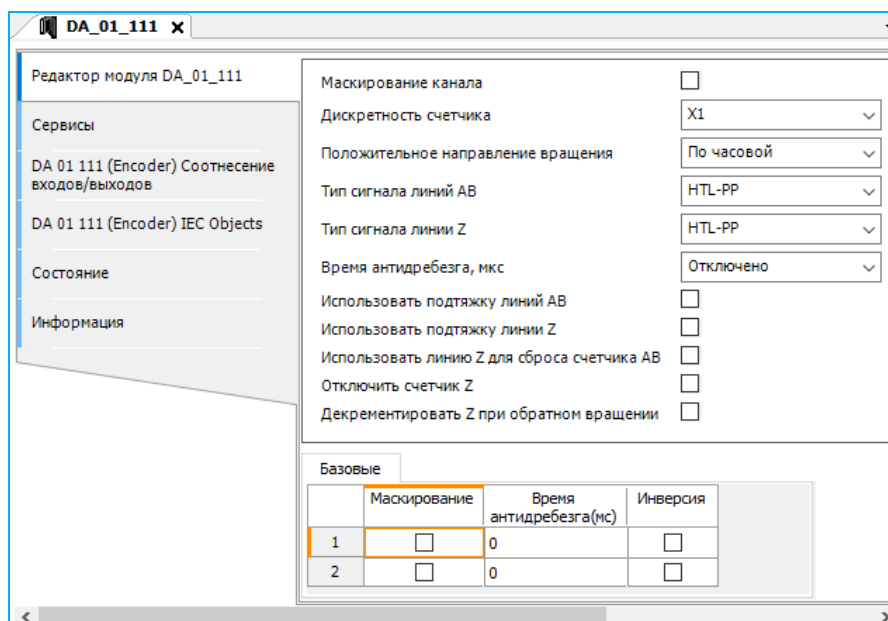 DA_01_111 X
Редактор модуля DA_01_111
Сервисы
DA 01 111 (Encoder) Соотнесение
входов/выходов
DA 01 111 (Encoder) IEC Objects
Состояние
Информация
Маскирование канала
Дискретность счетчика X1
Положительное направление вращения По часовой
Тип сигнала линий AB HTL-PP
Тип сигнала линии Z HTL-PP
Время антидребезга, мкс Отключено
Использовать подтяжку линий AB
Использовать подтяжку линии Z
Использовать линию Z для сброса счетчика AB
Отключить счетчик Z
Декрементировать Z при обратном вращении
Базовые
Маскирование Время антидребезга(мс) Инверсия
1 0
2 0